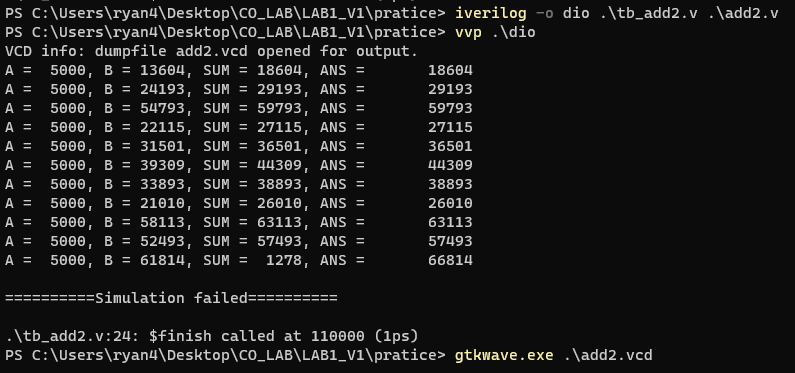 PS C:\Users\ryan4\Desktop\CO_LAB\LAB1_V1\pratice> iverilog -o dio .\tb_add2.v .\add2.v
PS C:\Users\ryan4\Desktop\CO_LAB\LAB1_V1\pratice> vvp .\dio
VCD info: dumpfile add2.vcd opened for output.
A =  5000, B = 13604, SUM = 18604, ANS =       18604
A =  5000, B = 24193, SUM = 29193, ANS =       29193
A =  5000, B = 54793, SUM = 59793, ANS =       59793
A =  5000, B = 22115, SUM = 27115, ANS =       27115
A =  5000, B = 31501, SUM = 36501, ANS =       36501
A =  5000, B = 39309, SUM = 44309, ANS =       44309
A =  5000, B = 33893, SUM = 38893, ANS =       38893
A =  5000, B = 21010, SUM = 26010, ANS =       26010
A =  5000, B = 58113, SUM = 63113, ANS =       63113
A =  5000, B = 52493, SUM = 57493, ANS =       57493
A =  5000, B = 61814, SUM =  1278, ANS =       66814
==========Simulation failed==========
.\tb_add2.v:24: $finish called at 110000 (1ps)
PS C:\Users\ryan4\Desktop\CO_LAB\LAB1_V1\pratice> gtkwave.exe .\add2.vcd